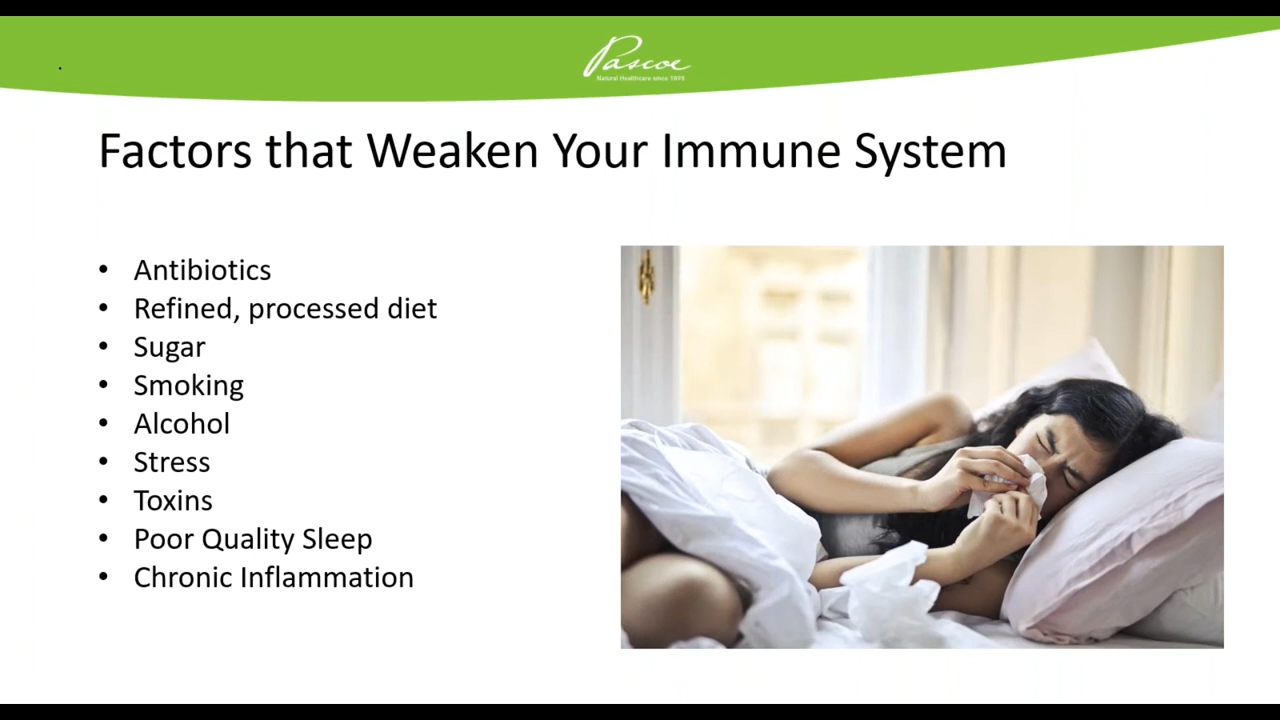 Pascoe
Natural Healthcare since 1895
Factors that Weaken Your Immune System
• Antibiotics
• Refined, processed diet
• Sugar
• Smoking
• Alcohol
• Stress
• Toxins
• Poor Quality Sleep
• Chronic Inflammation